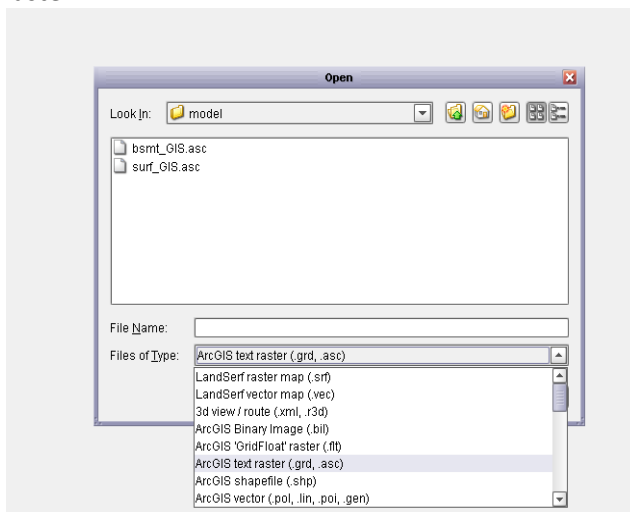 Open
Look In: model
bsmt_GIS.asc
surf_GIS.asc
File Name:
Files of Type: ArcGIS text raster (.grd, .asc)
LandSerf raster map (.srf)
LandSerf vector map (.vec)
3d view / route (.xml, .r3d)
ArcGIS Binary Image (.bil)
ArcGIS 'GridFloat' raster (.flt)
ArcGIS text raster (.grd, .asc)
ArcGIS shapefile (.shp)
ArcGIS vector (.pol, .lin, .poi, .gen)